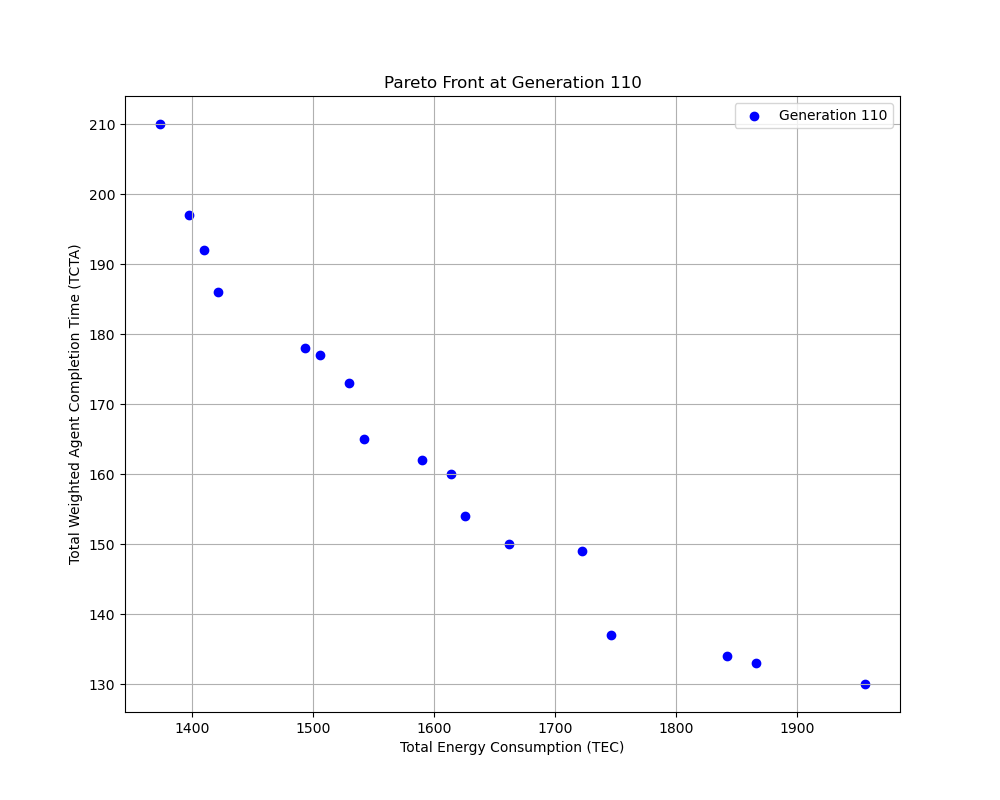 Pareto Front at Generation 110
Generation 110
210
200
190
180
170
160
150
140
130
Total Weighted Agent Completion Time (TCTA)
1400 1500 1600 1700 1800 1900
Total Energy Consumption (TEC)